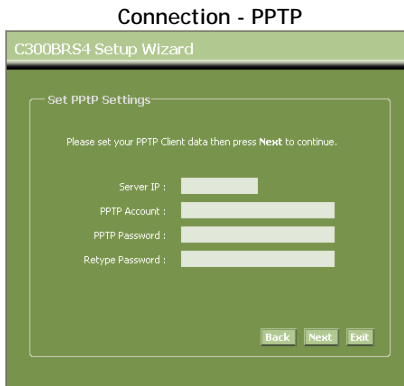 Connection - PPTP
C300BRS4 Setup Wizard
Set PPtP Settings
Please set your PPTP Client data then press Next to continue.
Server IP :
PPTP Account :
PPTP Password :
Retype Password :
Back Next Exit